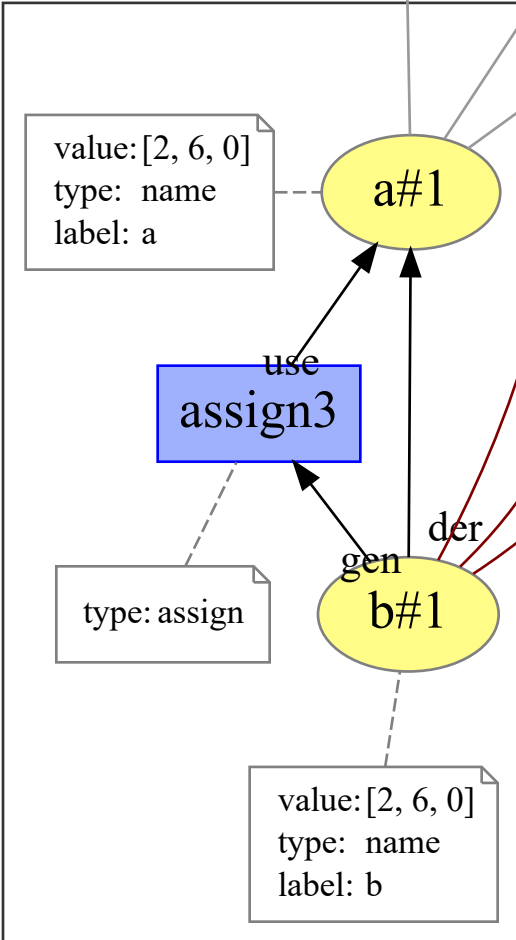 value: [2, 6, 0]
type: name
label: a
a#1
use
assign3
der
gen
type: assign
b#1
value: [2, 6, 0]
type: name
label: b